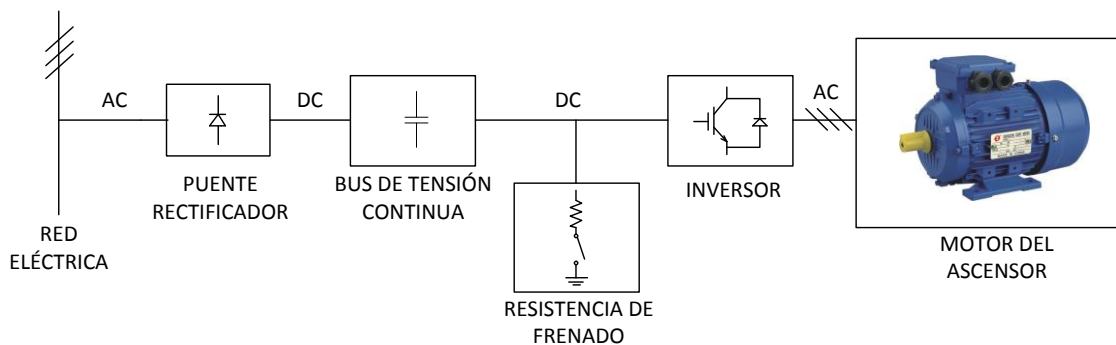 AC
DC
DC
AC
PUENTE
RECTIFICADOR
BUS DE TENSIÓN
CONTINUA
INVERSOR
RED
ELÉCTRICA
RESISTENCIA DE
FRENADO
MOTOR DEL
ASCENSOR